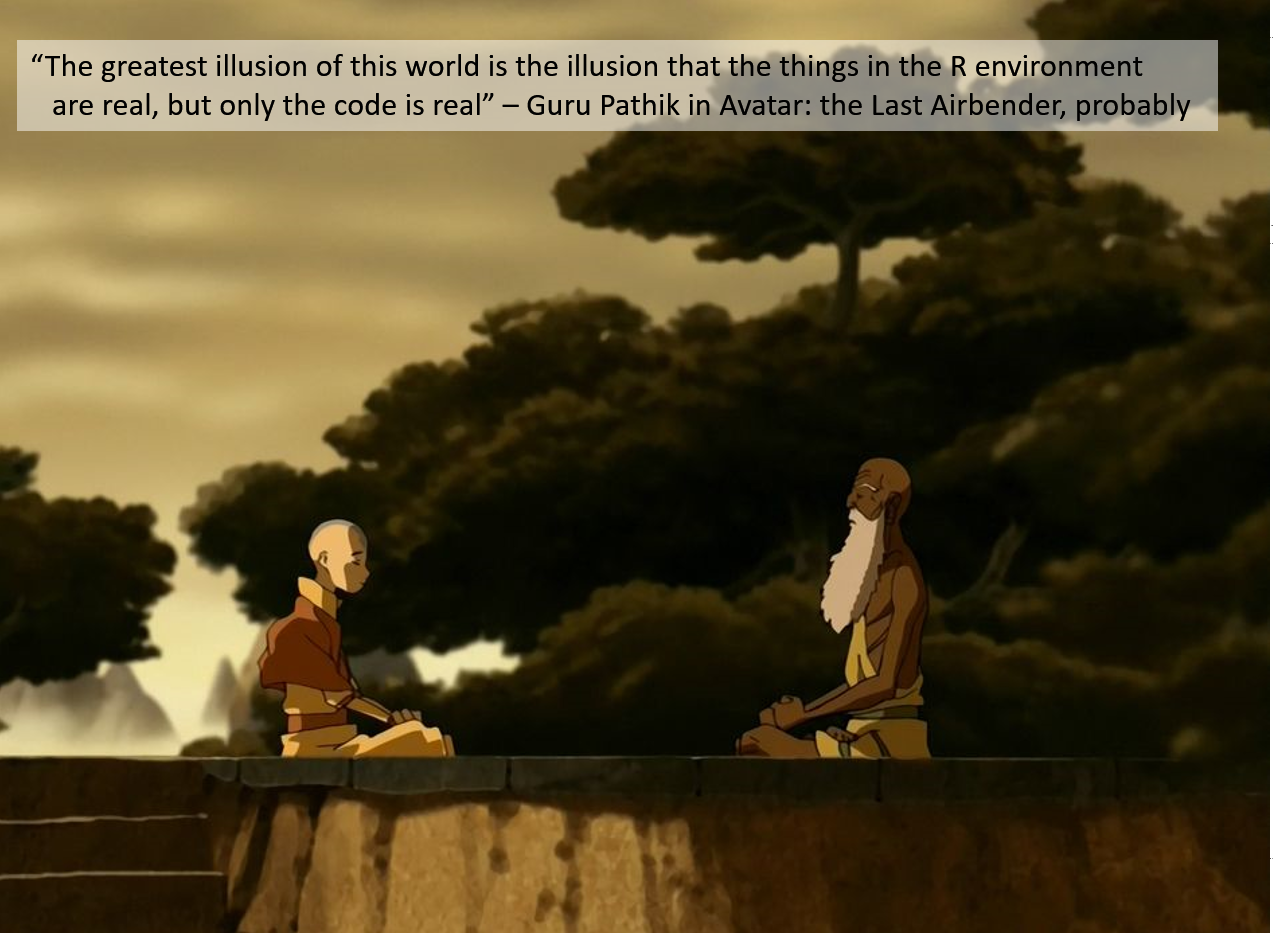 “The greatest illusion of this world is the illusion that the things in the R environment
are real, but only the code is real” – Guru Pathik in Avatar: the Last Airbender, probably